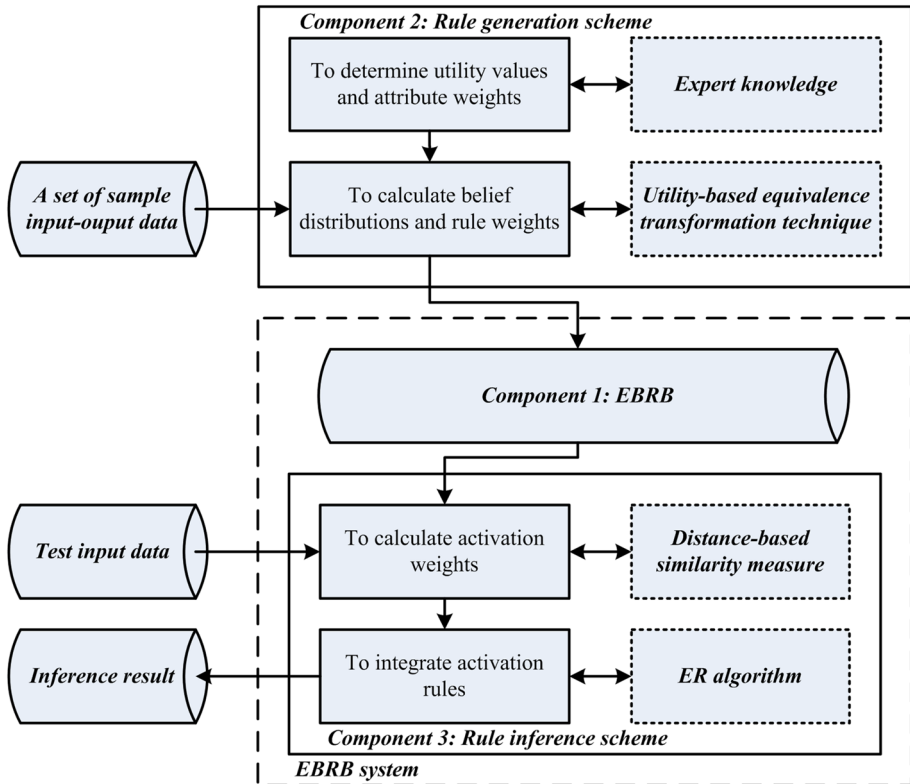 Component 2: Rule generation scheme
To determine utility values
and attribute weights
Expert knowledge
A set of sample
input-ouput data
To calculate belief
distributions and rule weights
Utility-based equivalence
transformation technique
Component 1: EBRB
Test input data
To calculate activation
weights
Distance-based
similarity measure
Inference result
To integrate activation
rules
ER algorithm
Component 3: Rule inference scheme
EBRB system